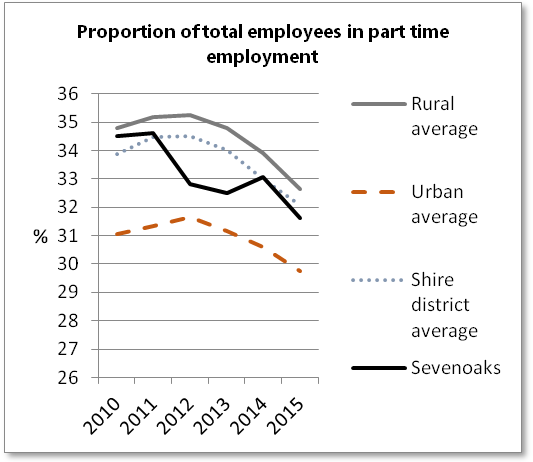 Proportion of total employees in part time
employment
36
35
34
33
32
31
30
29
28
27
26
%
2010
2011
2012
2013
2014
2015
Rural
average
Urban
average
Shire
district
average
Sevenoaks